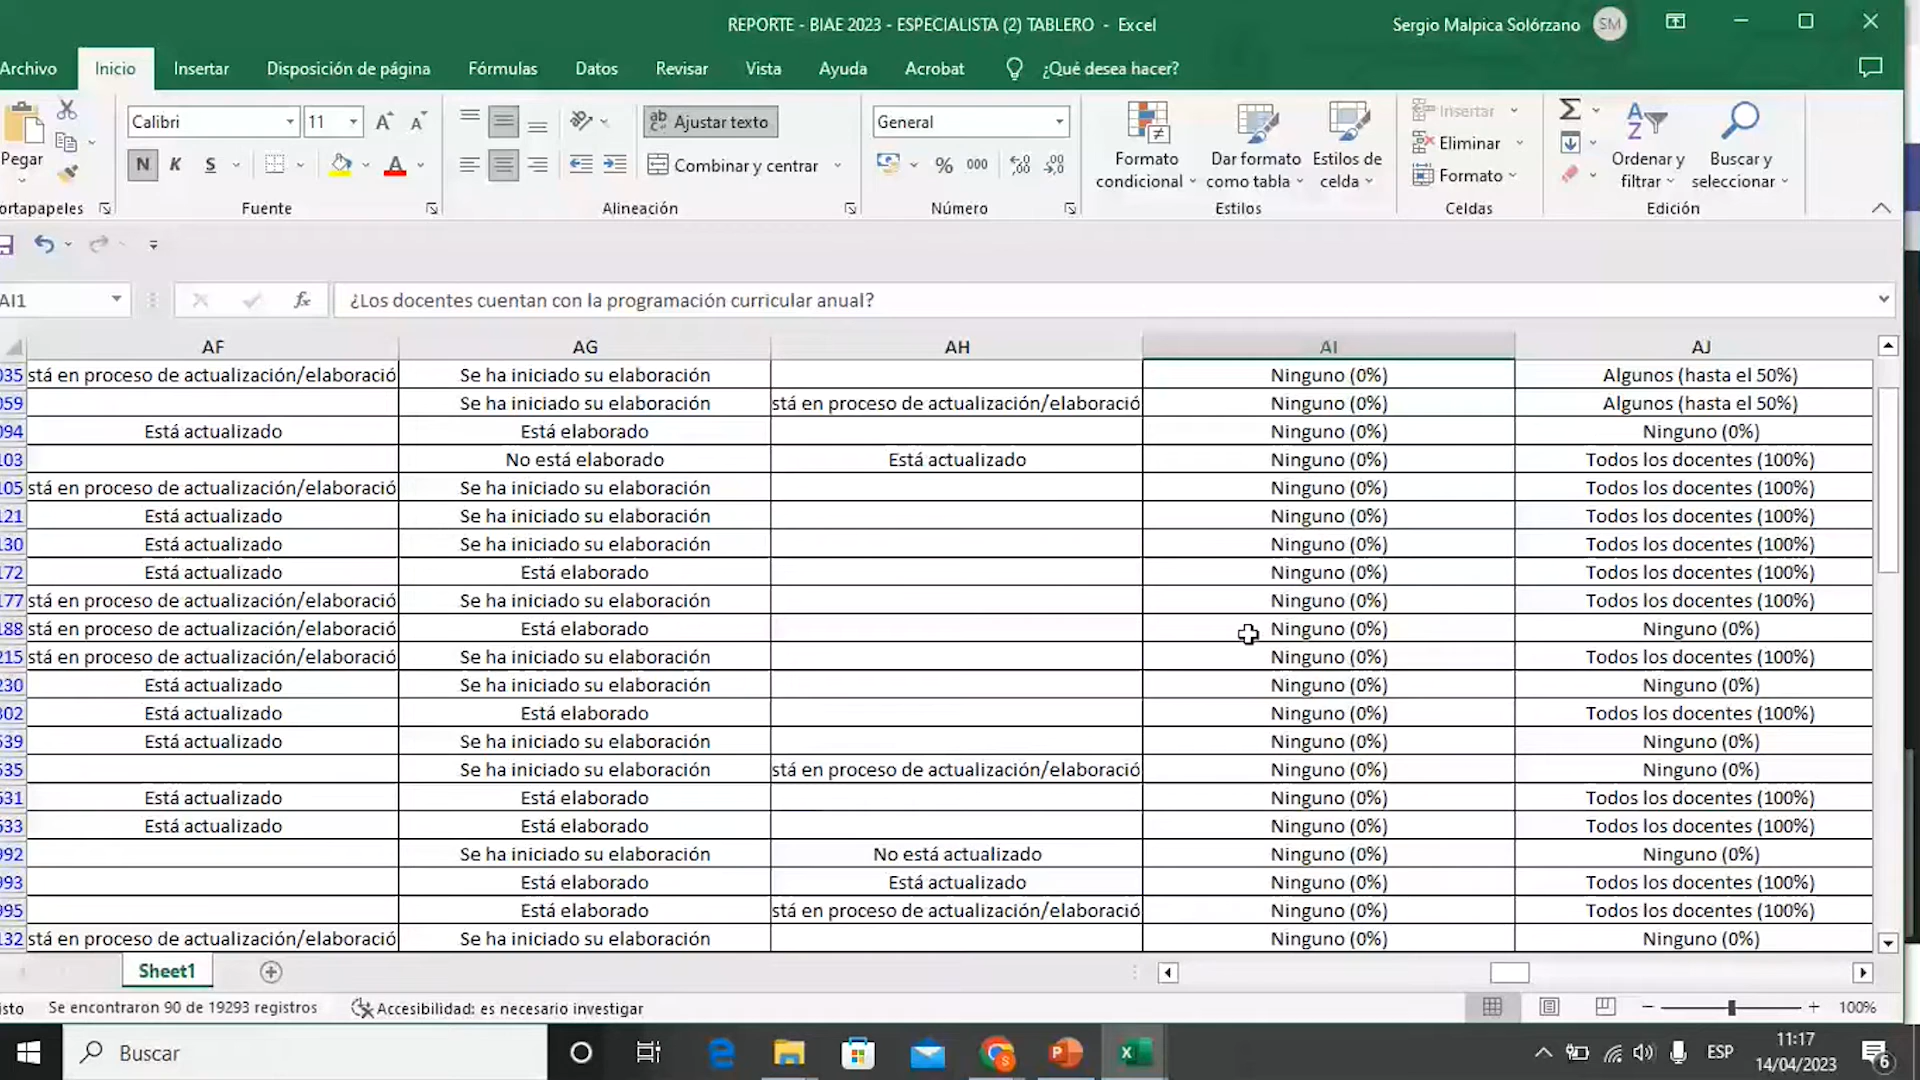 REPORTE - BIAE 2023 - ESPECIALISTA (2) TABLERO - Excel
Sergio Malpica Solórzano SM
Archivo Inicio Insertar Disposición de página Fórmulas Datos Revisar Vista Ayuda Acrobat ¿Qué desea hacer?
Pegar
ortapapeles
Calibri 11
N K S
Fuente
Ajustar texto
Combinar y centrar
Alineación
General
% 000
Número
Formato condicional
Dar formato como tabla
Estilos de celda
Estilos
Insertar
Eliminar
Formato
Celdas
Ordenar y filtrar
Buscar y seleccionar
Edición
AI1 fx ¿Los docentes cuentan con la programación curricular anual?
AF AG AH AI AJ
035 stá en proceso de actualización/elaboració Se ha iniciado su elaboración Ninguno (0%) Algunos (hasta el 50%)
059 Se ha iniciado su elaboración stá en proceso de actualización/elaboració Ninguno (0%) Algunos (hasta el 50%)
094 Está actualizado Está elaborado Ninguno (0%) Ninguno (0%)
103 No está elaborado Está actualizado Ninguno (0%) Todos los docentes (100%)
105 stá en proceso de actualización/elaboració Se ha iniciado su elaboración Ninguno (0%) Todos los docentes (100%)
121 Está actualizado Se ha iniciado su elaboración Ninguno (0%) Todos los docentes (100%)
130 Está actualizado Se ha iniciado su elaboración Ninguno (0%) Todos los docentes (100%)
172 Está actualizado Está elaborado Ninguno (0%) Todos los docentes (100%)
177 stá en proceso de actualización/elaboració Se ha iniciado su elaboración Ninguno (0%) Todos los docentes (100%)
188 stá en proceso de actualización/elaboració Está elaborado Ninguno (0%) Ninguno (0%)
215 stá en proceso de actualización/elaboració Se ha iniciado su elaboración Ninguno (0%) Todos los docentes (100%)
230 Está actualizado Se ha iniciado su elaboración Ninguno (0%) Ninguno (0%)
302 Está actualizado Está elaborado Ninguno (0%) Todos los docentes (100%)
539 Está actualizado Se ha iniciado su elaboración Ninguno (0%) Ninguno (0%)
535 Se ha iniciado su elaboración stá en proceso de actualización/elaboració Ninguno (0%) Ninguno (0%)
531 Está actualizado Está elaborado Ninguno (0%) Todos los docentes (100%)
533 Está actualizado Está elaborado Ninguno (0%) Todos los docentes (100%)
992 Se ha iniciado su elaboración No está actualizado Ninguno (0%) Ninguno (0%)
993 Está elaborado Está actualizado Ninguno (0%) Todos los docentes (100%)
995 Está elaborado stá en proceso de actualización/elaboració Ninguno (0%) Todos los docentes (100%)
132 stá en proceso de actualización/elaboració Se ha iniciado su elaboración Ninguno (0%) Ninguno (0%)
Sheet1
isto Se encontraron 90 de 19293 registros Accesibilidad: es necesario investigar 100%
Buscar ESP 11:17
14/04/2023 6